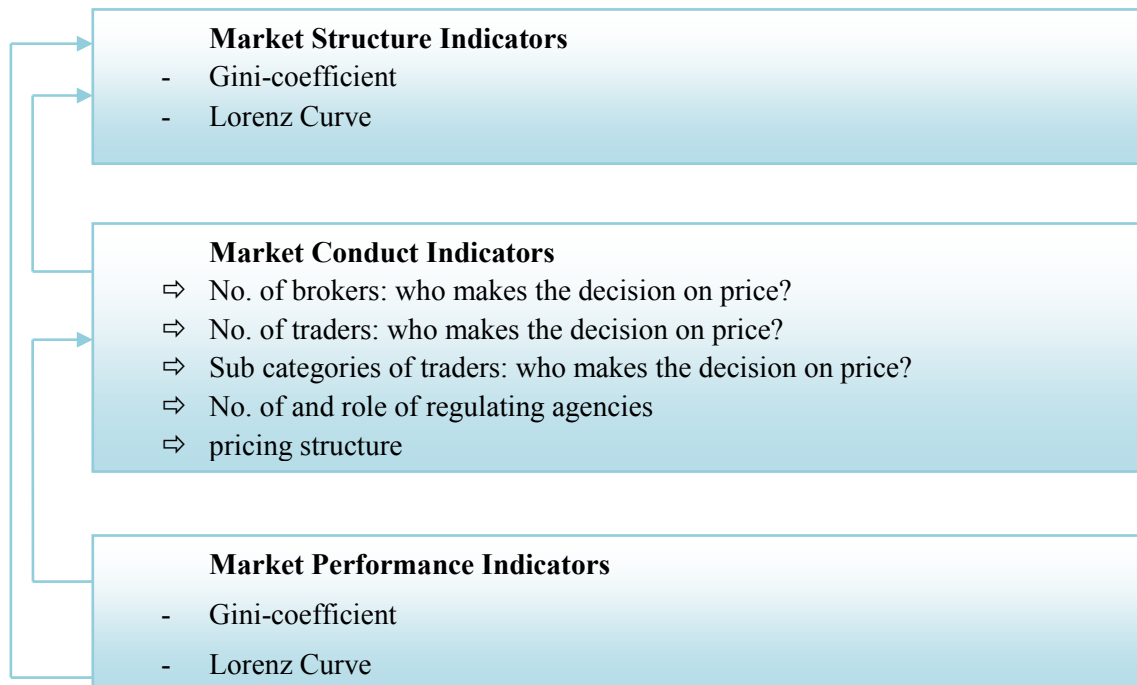 Market Structure Indicators
- Gini-coefficient
- Lorenz Curve
Market Conduct Indicators
⇨ No. of brokers: who makes the decision on price?
⇨ No. of traders: who makes the decision on price?
⇨ Sub categories of traders: who makes the decision on price?
⇨ No. of and role of regulating agencies
⇨ pricing structure
Market Performance Indicators
- Gini-coefficient
- Lorenz Curve